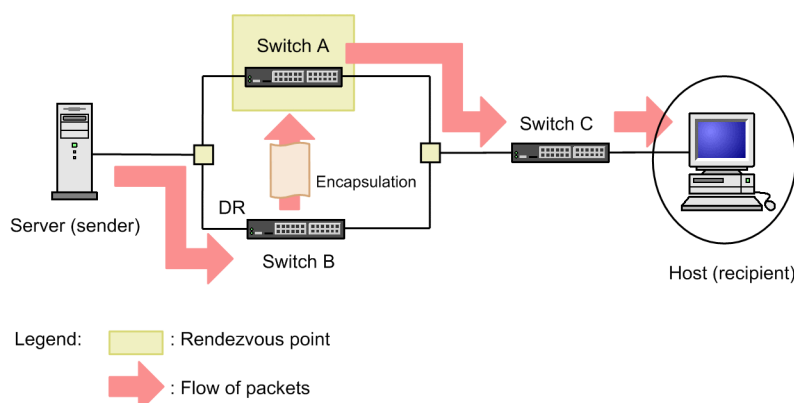 Switch A
Switch C
Encapsulation
DR
Server (sender)
Switch B
Host (recipient)
Legend:
: Rendezvous point
: Flow of packets